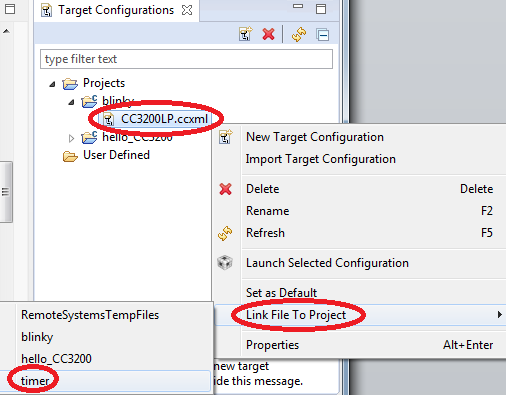 Target Configurations
type filter text
Projects
blinky
CC3200LP.ccxml
hello_CC3200
User Defined
New Target Configuration
Import Target Configuration
Delete Delete
Rename F2
Refresh F5
Launch Selected Configuration
Set as Default
Link File To Project
Properties Alt+Enter
RemoteSystemsTempFiles
blinky
hello_CC3200
timer
new target
ide this message.